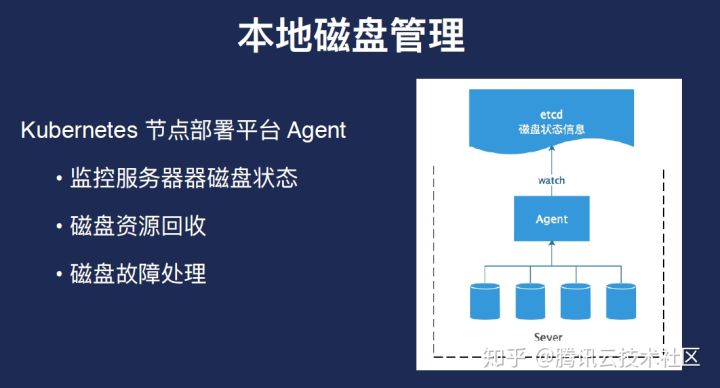 本地磁盘管理
Kubernetes 节点部署平台 Agent
• 监控服务器器磁盘状态
• 磁盘资源回收
• 磁盘故障处理
etcd
磁盘状态信息
watch
Agent
Sever
知乎 @腾讯云技术社区